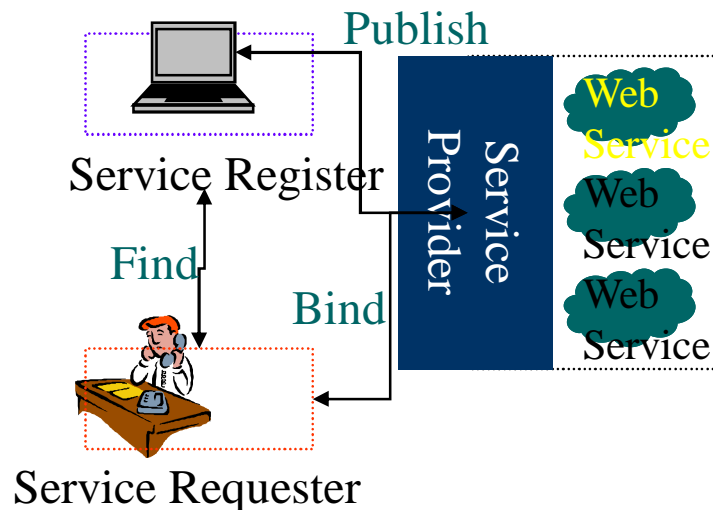 Publish
Service Register
Find
Bind
Service Requester
Service
Provider
Web
Service
Web
Service
Web
Service